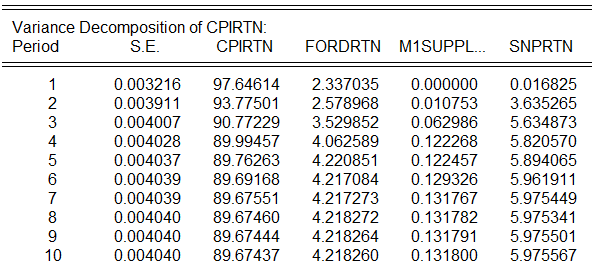 Variance Decomposition of CPIRTN:
Period S.E. CPIRTN FORDRTN M1SUPPL... SNPRTN
1 0.003216 97.64614 2.337035 0.000000 0.016825
2 0.003911 93.77501 2.578968 0.010753 3.635265
3 0.004007 90.77229 3.529852 0.062986 5.634873
4 0.004028 89.99457 4.062589 0.122268 5.820570
5 0.004037 89.76263 4.220851 0.122457 5.894065
6 0.004039 89.69168 4.217084 0.129326 5.961911
7 0.004039 89.67551 4.217273 0.131767 5.975449
8 0.004040 89.67460 4.218272 0.131782 5.975341
9 0.004040 89.67444 4.218264 0.131791 5.975501
10 0.004040 89.67437 4.218260 0.131800 5.975567